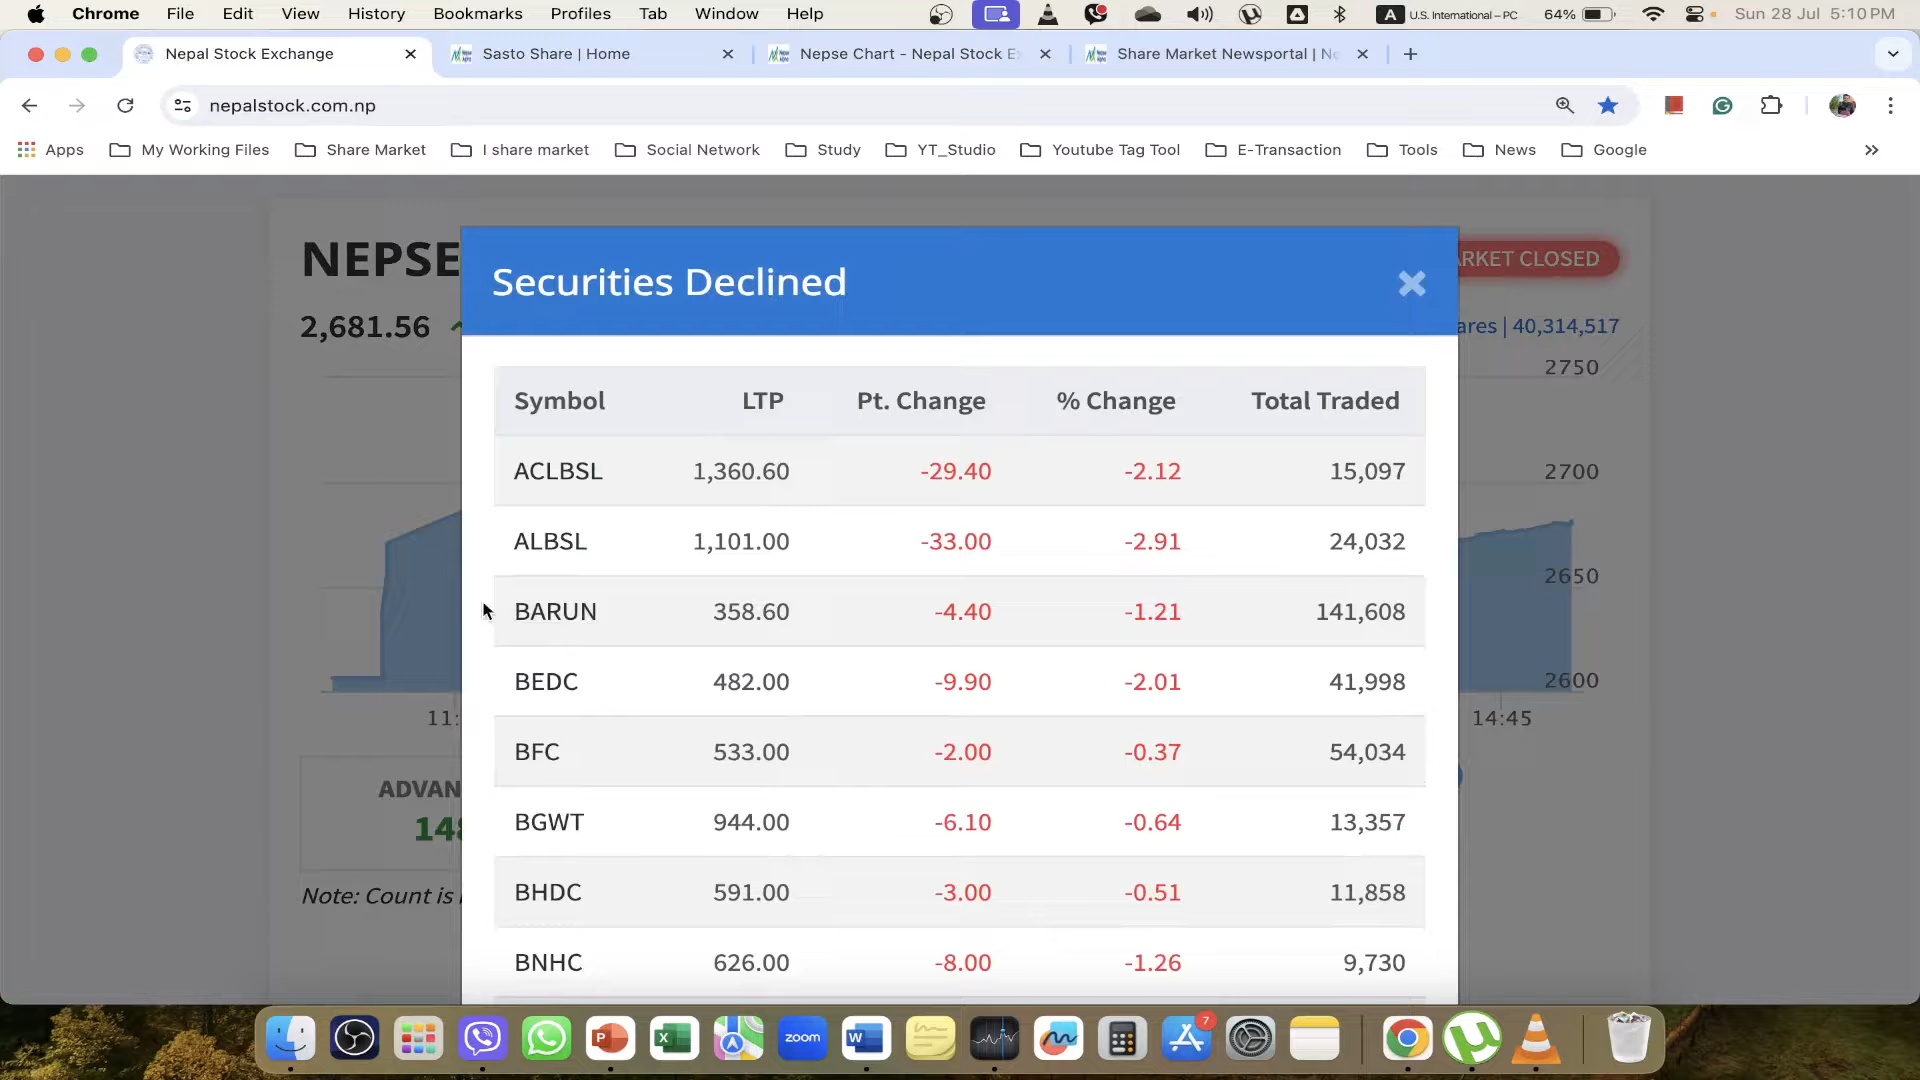 Chrome File Edit View History Bookmarks Profiles Tab Window Help A U.S. International – PC 64% Sun 28 Jul 5:10 PM
Nepal Stock Exchange Sasto Share | Home Nepse Chart - Nepal Stock E Share Market Newsportal | Ne
nepalstock.com.np
Apps My Working Files Share Market I share market Social Network Study YT_Studio Youtube Tag Tool E-Transaction Tools News Google
NEPSE
RKET CLOSED
2,681.56
ares | 40,314,517
Securities Declined
Symbol LTP Pt. Change % Change Total Traded
ACLBSL 1,360.60 -29.40 -2.12 15,097
ALBSL 1,101.00 -33.00 -2.91 24,032
BARUN 358.60 -4.40 -1.21 141,608
BEDC 482.00 -9.90 -2.01 41,998
BFC 533.00 -2.00 -0.37 54,034
BGWT 944.00 -6.10 -0.64 13,357
BHDC 591.00 -3.00 -0.51 11,858
BNHC 626.00 -8.00 -1.26 9,730
2750
2700
2650
2600
11:
14:45
ADVAN
148
Note: Count is
zoom
7